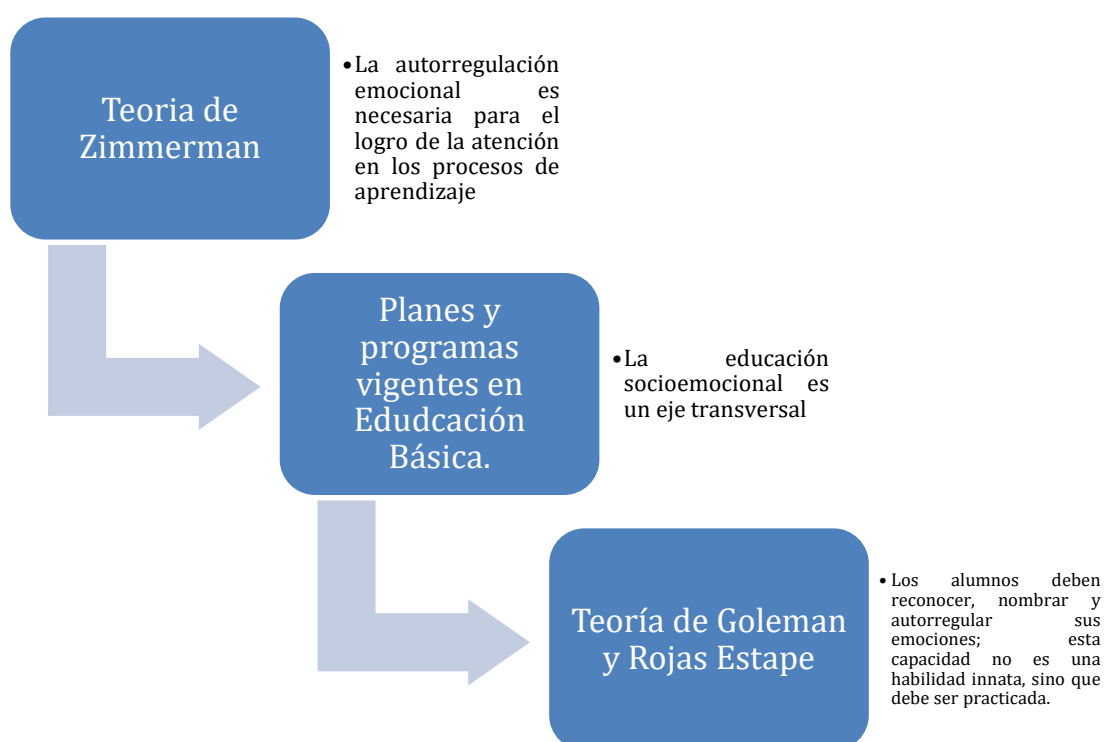 Teoria de
Zimmerman
•La autorregulación
emocional es
necesaria para el
logro de la atención
en los procesos de
aprendizaje
Planes y
programas
vigentes en
Edudcación
Básica.
•La educación
socioemocional es
un eje transversal
Teoría de Goleman
y Rojas Estape
•Los alumnos deben
reconocer, nombrar y
autorregular sus
emociones; esta
capacidad no es una
habilidad innata, sino que
debe ser practicada.